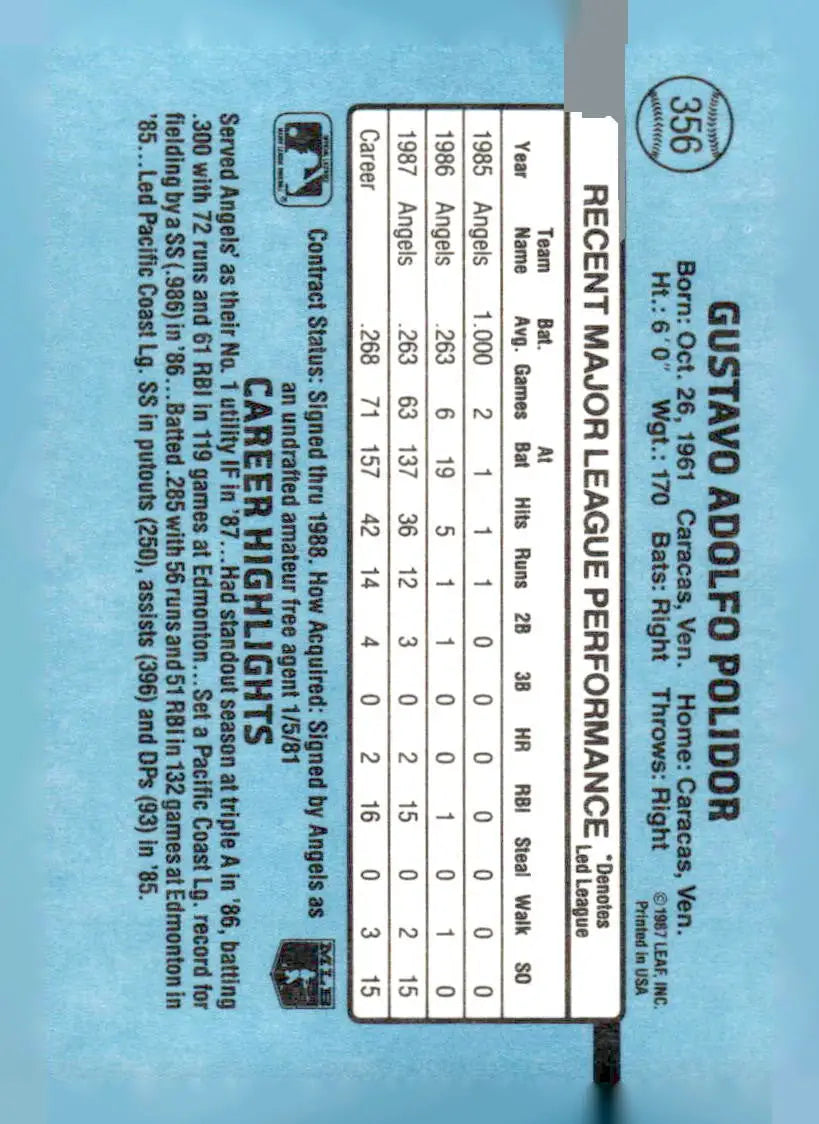 356
GUSTAVO ADOLFO POLIDOR
Born: Oct. 26, 1961 Caracas, Ven. Home: Caracas, Ven.
Ht.: 6'0" Wgt.: 170 Bats: Right Throws: Right
©1987 LEAF, INC.
Printed in USA
RECENT MAJOR LEAGUE PERFORMANCE *Denotes Led League
Year Team Name Bat. Avg. Games At Bat Hits Runs 2B 3B HR RBI Steal Walk SO
1985 Angels 1.000 2 1 1 1 0 0 0 0 0 0 0
1986 Angels .263 6 19 5 1 1 0 0 1 0 1 0
1987 Angels .263 63 137 36 12 3 0 2 15 0 2 15
Career .268 71 157 42 14 4 0 2 16 0 3 15
Contract Status: Signed thru 1988. How Acquired: Signed by Angels as
an undrafted amateur free agent 1/5/81
MLB
CAREER HIGHLIGHTS
Served Angels' as their No. 1 utility IF in '87...Had standout season at triple A in '86, batting
.300 with 72 runs and 61 RBI in 119 games at Edmonton...Set a Pacific Coast Lg. record for
fielding by a SS (.986) in '86...Batted .285 with 56 runs and 51 RBI in 132 games at Edmonton in
'85...Led Pacific Coast Lg. SS in putouts (250), assists (396) and DPs (93) in '85.